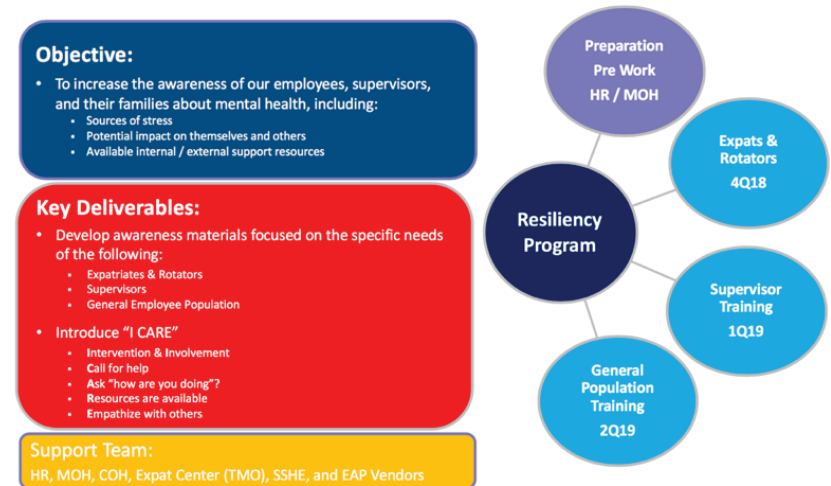 Objective:
• To increase the awareness of our employees, supervisors,
and their families about mental health, including:
• Sources of stress
• Potential impact on themselves and others
• Available internal / external support resources
Key Deliverables:
• Develop awareness materials focused on the specific needs
of the following:
• Expatriates & Rotators
• Supervisors
• General Employee Population
• Introduce “I CARE”
• Intervention & Involvement
• Call for help
• Ask “how are you doing”?
• Resources are available
• Empathize with others
Support Team:
HR, MOH, COH, Expat Center (TMO), SSHE, and EAP Vendors
Preparation
Pre Work
HR / MOH
Expats &
Rotators
4Q18
Resiliency
Program
Supervisor
Training
1Q19
General
Population
Training
2Q19